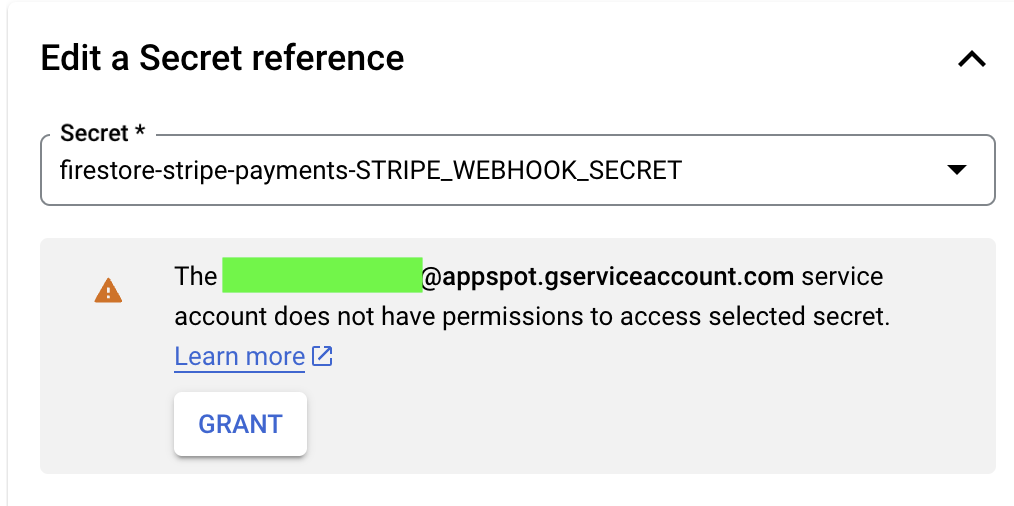 Edit a Secret reference
Secret *
firestore-stripe-payments-STRIPE_WEBHOOK_SECRET
The @appspot.gserviceaccount.com service
account does not have permissions to access selected secret.
Learn more
GRANT